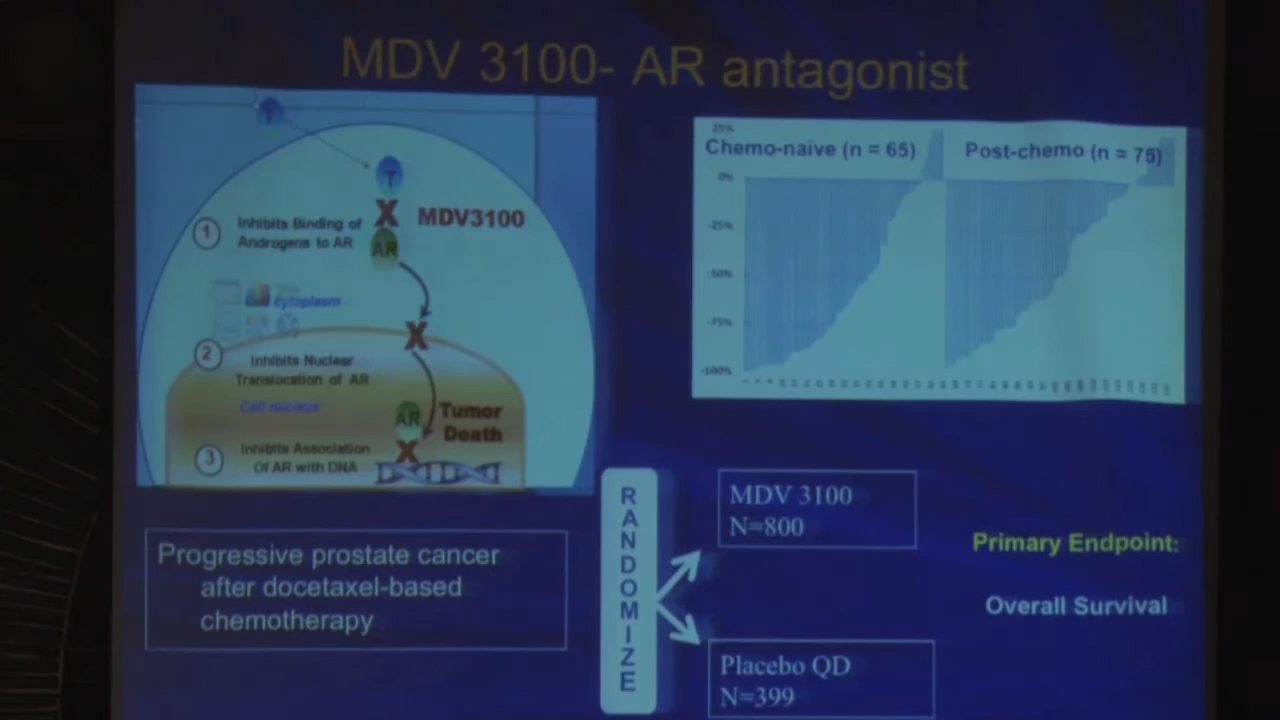 MDV 3100- AR antagonist
T
T
X
MDV3100
1
Inhibits Binding of
Androgens to AR
AR
Cell cytoplasm
X
2
Inhibits Nuclear
Translocation of AR
Cell nucleus
AR
Tumor
Death
3
Inhibits Association
Of AR with DNA
X
25%
Chemo-naïve (n = 65)
Post-chemo (n = 75)
0%
-25%
-50%
-75%
-100%
Progressive prostate cancer
after docetaxel-based
chemotherapy
RANDOMIZE
MDV 3100
N=800
Primary Endpoint:
Overall Survival
Placebo QD
N=399